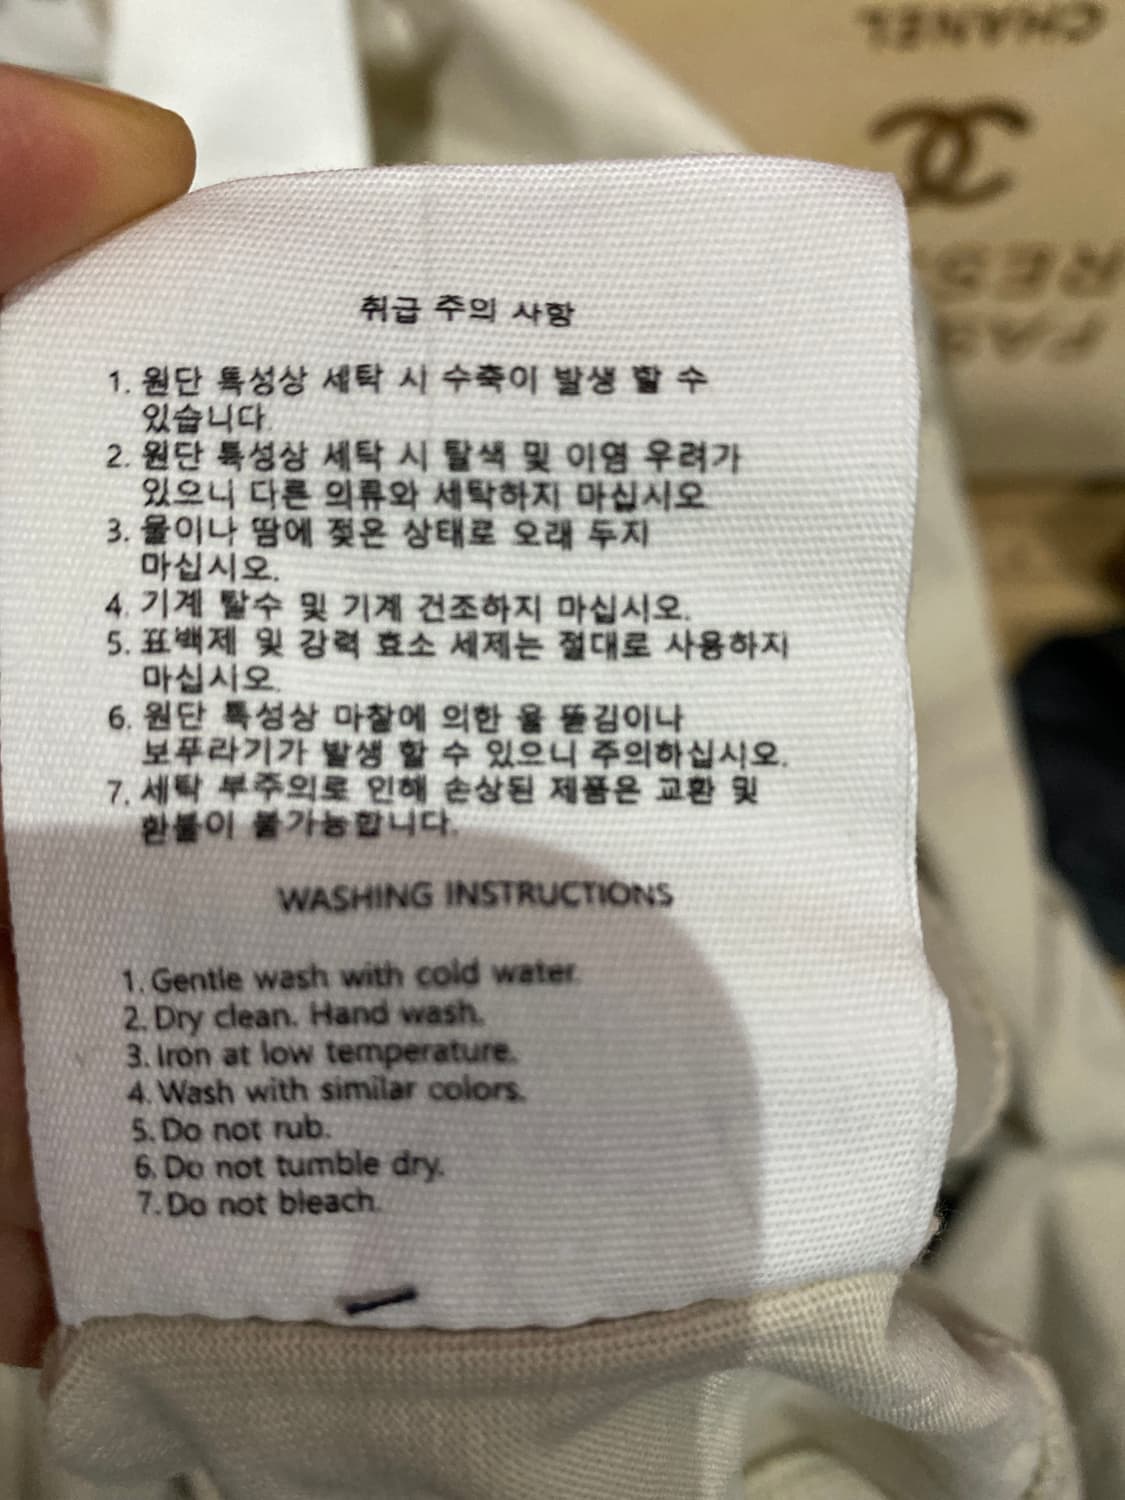 CHANEL
취급 주의 사항
1. 원단 특성상 세탁 시 수축이 발생 할 수
있습니다.
2. 원단 특성상 세탁 시 탈색 및 이염 우려가
있으니 다른 의류와 세탁하지 마십시오
3. 물이나 땀에 젖은 상태로 오래 두지
마십시오.
4. 기계 탈수 및 기계 건조하지 마십시오.
5. 표백제 및 강력 효소 세제는 절대로 사용하지
마십시오.
6. 원단 특성상 마찰에 의한 올 뜯김이나
보푸라기가 발생 할 수 있으니 주의하십시오.
7. 세탁 부주의로 인해 손상된 제품은 교환 및
환불이 불가능합니다.
WASHING INSTRUCTIONS
1. Gentle wash with cold water.
2. Dry clean. Hand wash.
3. Iron at low temperature.
4. Wash with similar colors.
5. Do not rub.
6. Do not tumble dry.
7. Do not bleach.